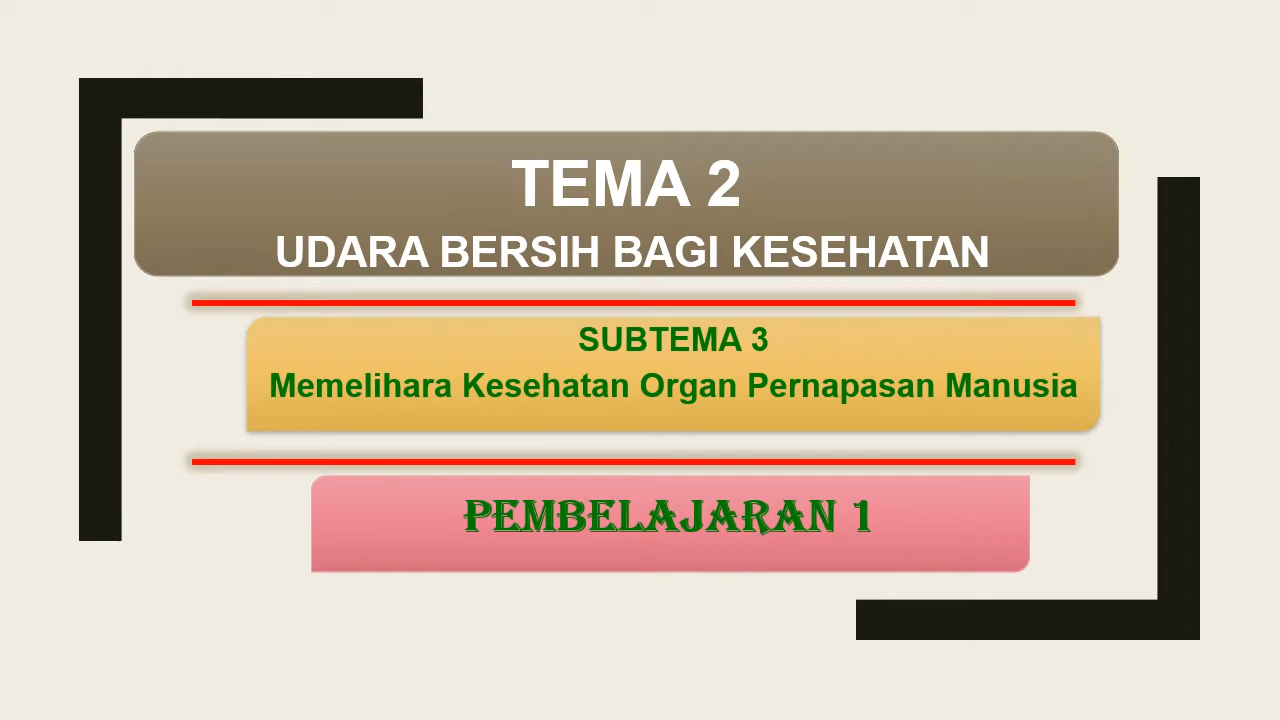 TEMA 2
UDARA BERSIH BAGI KESEHATAN
SUBTEMA 3
Memelihara Kesehatan Organ Pernapasan Manusia
PEMBELAJARAN 1